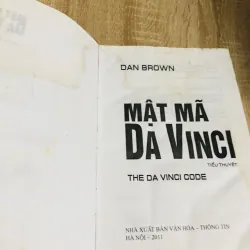 DAN BROWN
MẬT MÃ
DA VINCI
TIỂU THUYẾT
THE DA VINCI CODE
NHÀ XUẤT BẢN VĂN HÓA – THÔNG TIN
HÀ NỘI - 2011